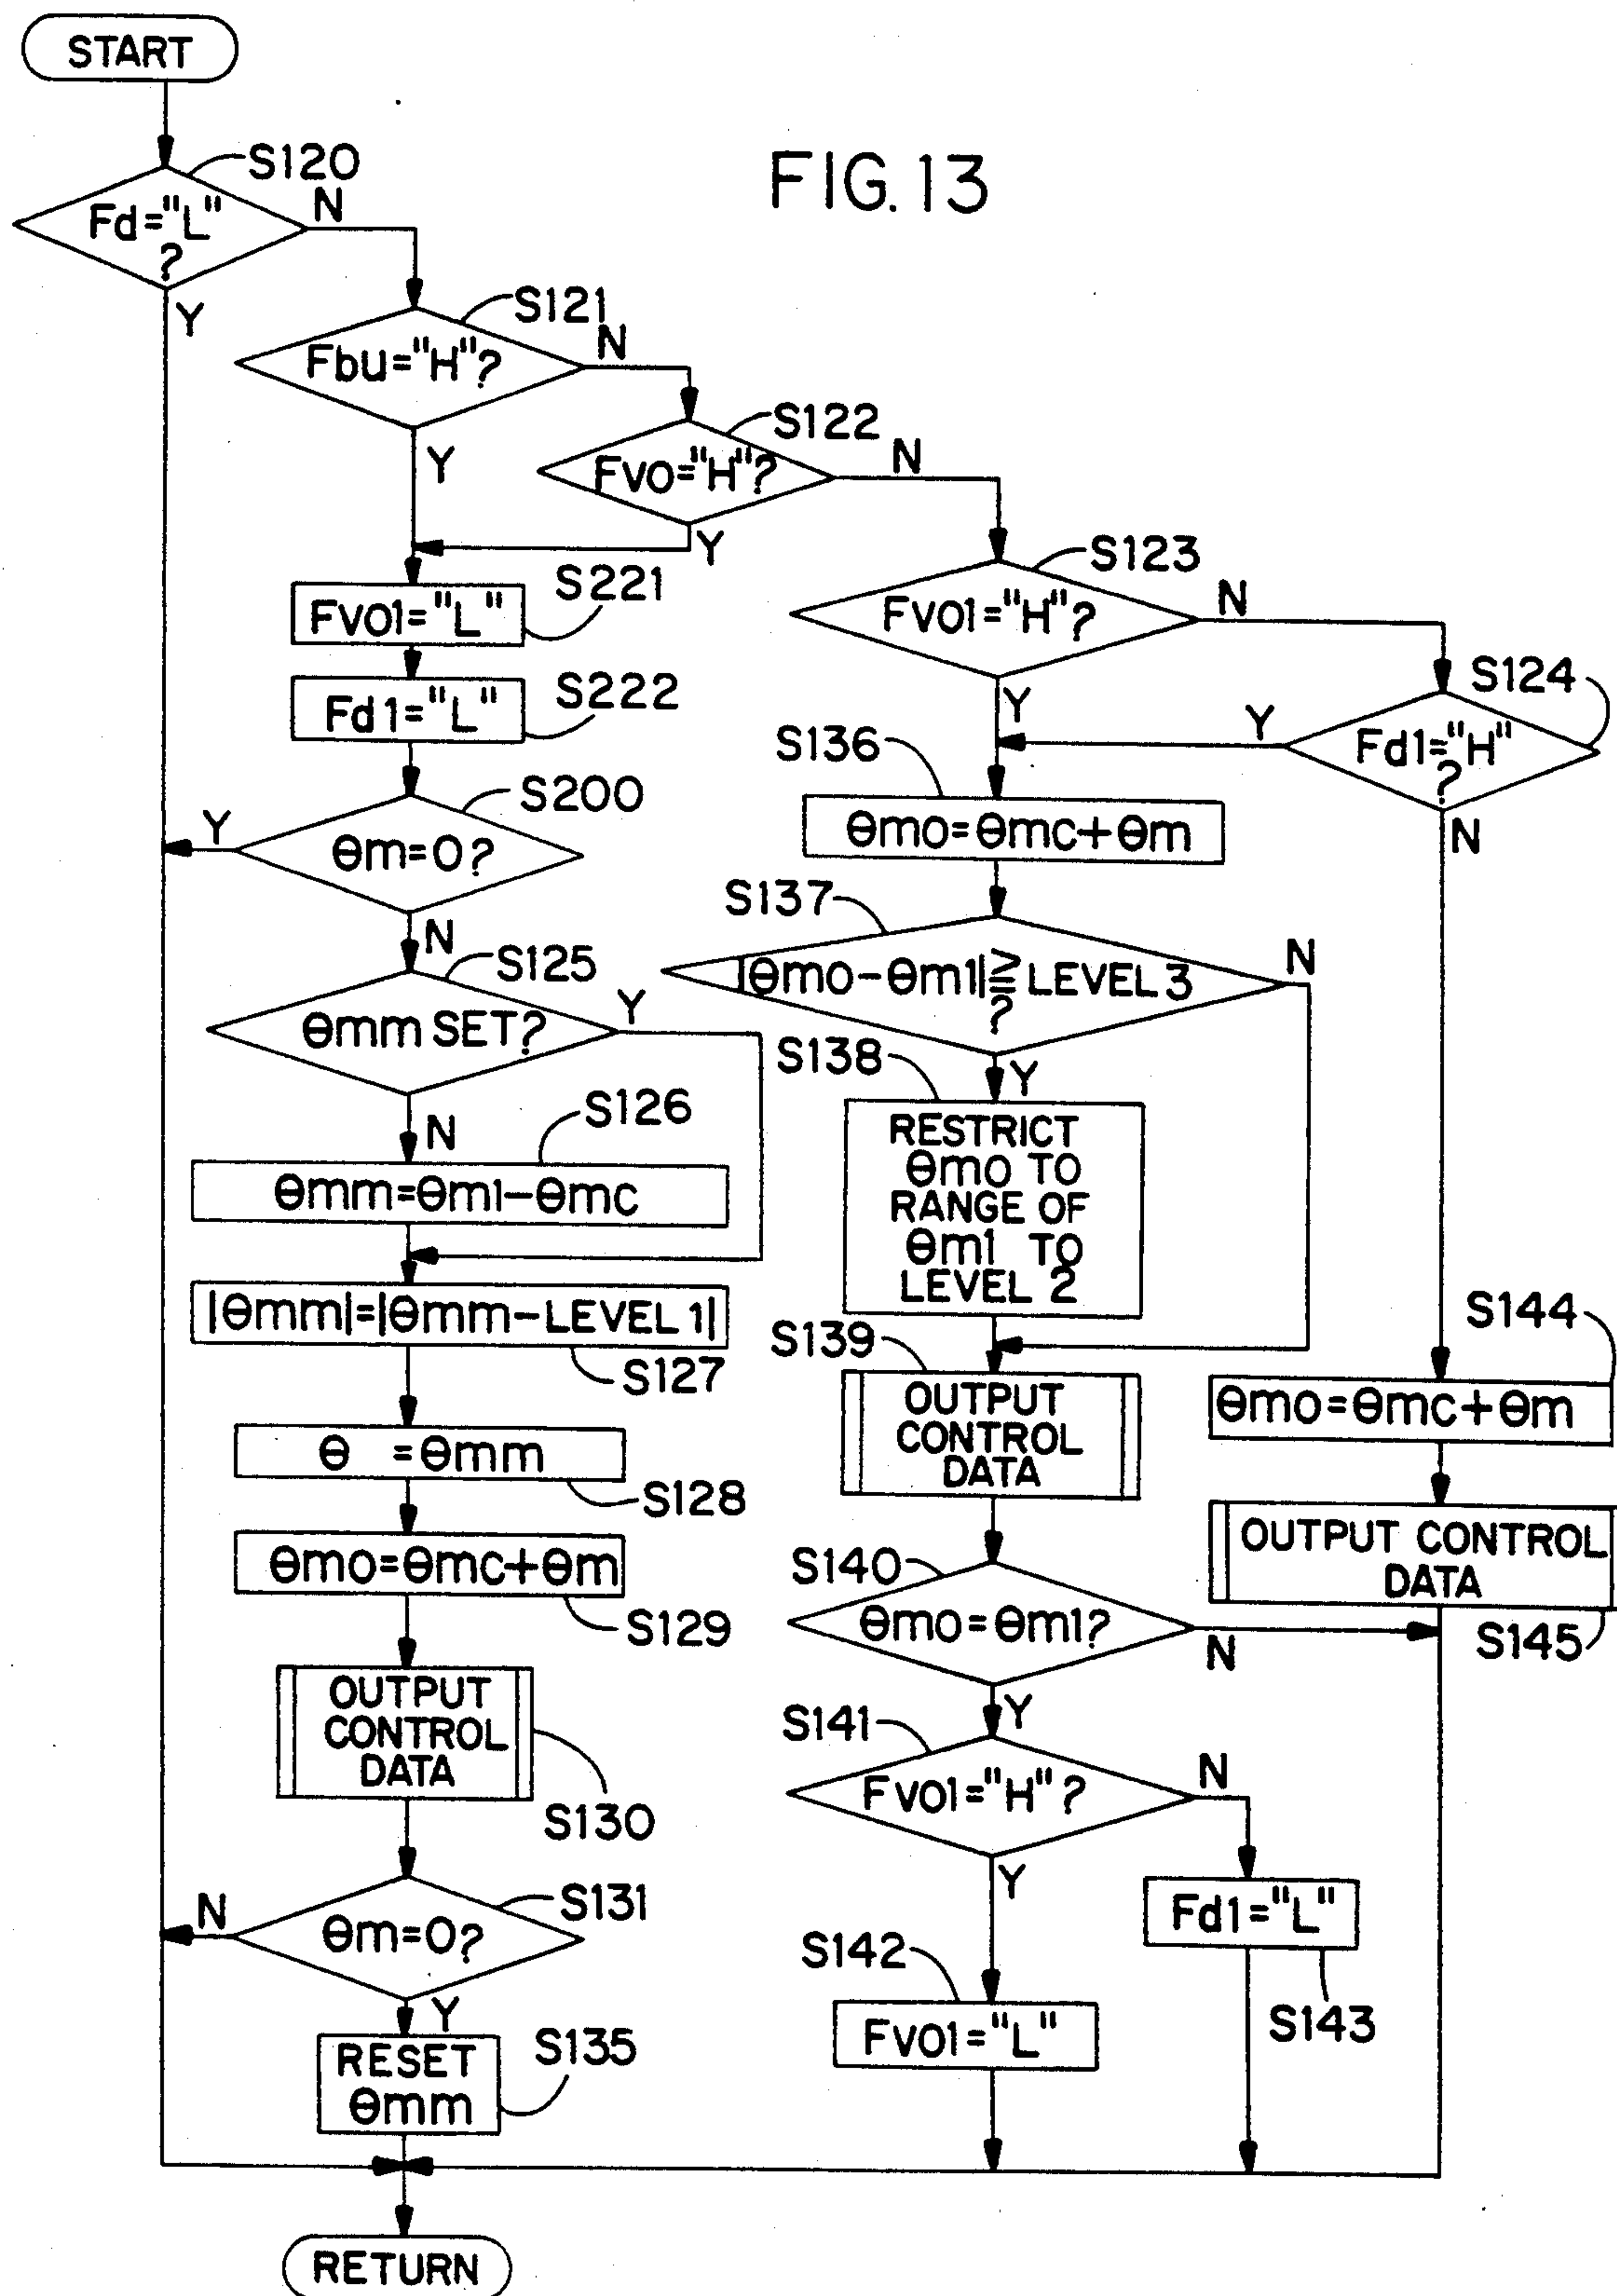 START
FIG. 13
S120
Fd="L"
?
N
Y
S121
Fbu="H"?
N
Y
S122
Fvo="H"?
N
Y
S221
Fvo1="L"
S222
Fd1="L"
S200
θm=0?
Y
N
S125
θmm SET?
Y
N
S126
θmm=θm1-θmc
|θmm|=|θmm-LEVEL 1|
S127
θ =θmm
S128
θmo=θmc+θm
S129
OUTPUT
CONTROL
DATA
S130
S131
θm=0?
N
Y
S135
RESET
θmm
RETURN
S123
Fvo1="H"?
N
Y
S124
Fd1="H"
?
Y
N
S136
θmo=θmc+θm
S137
|θmo-θm1|≧LEVEL 3
?
N
Y
S138
RESTRICT
θmo TO
RANGE OF
θm1 TO
LEVEL 2
S139
OUTPUT
CONTROL
DATA
S140
θmo=θm1?
N
Y
S141
Fvo1="H"?
N
Y
S142
Fvo1="L"
Fd1="L"
S143
S144
θmo=θmc+θm
OUTPUT CONTROL
DATA
S145